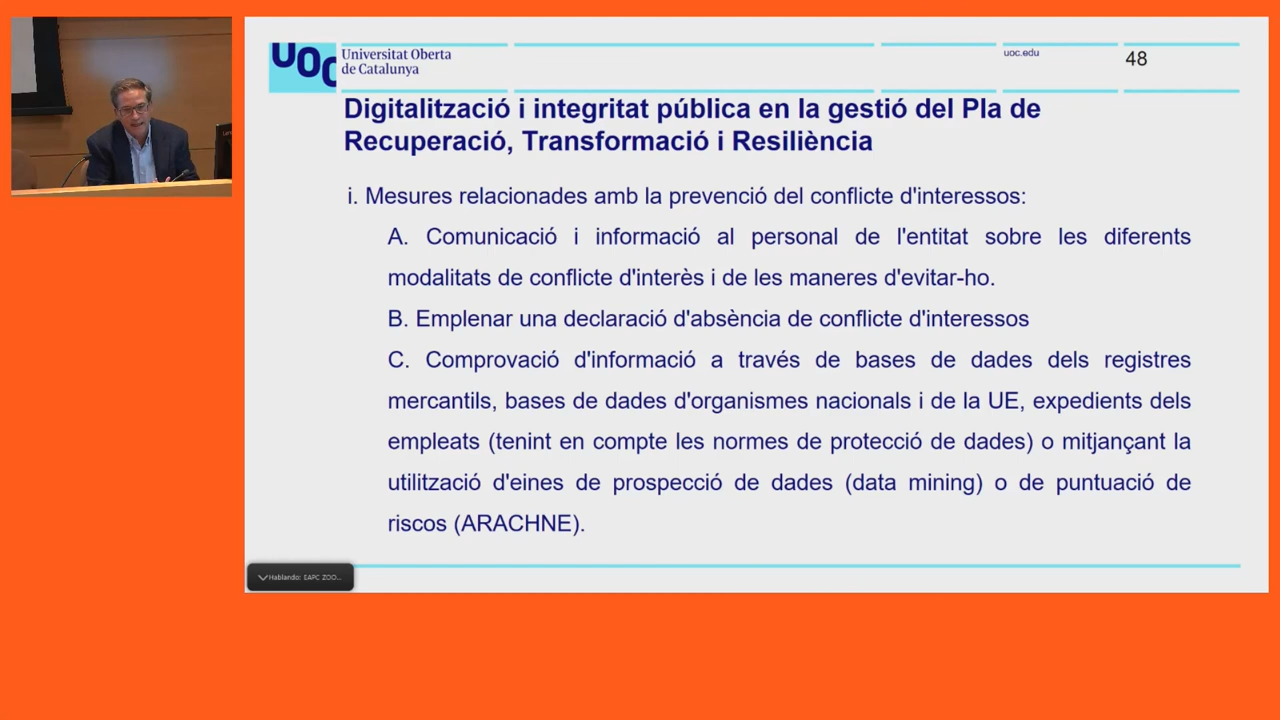 UOC
Universitat Oberta
de Catalunya
uoc.edu
48
Digitalització i integritat pública en la gestió del Pla de
Recuperació, Transformació i Resiliència
i. Mesures relacionades amb la prevenció del conflicte d'interessos:
A. Comunicació i informació al personal de l'entitat sobre les diferents
modalitats de conflicte d'interès i de les maneres d'evitar-ho.
B. Emplenar una declaració d'absència de conflicte d'interessos
C. Comprovació d'informació a través de bases de dades dels registres
mercantils, bases de dades d'organismes nacionals i de la UE, expedients dels
empleats (tenint en compte les normes de protecció de dades) o mitjançant la
utilització d'eines de prospecció de dades (data mining) o de puntuació de
riscos (ARACHNE).
Hablando: EAPC ZOO...